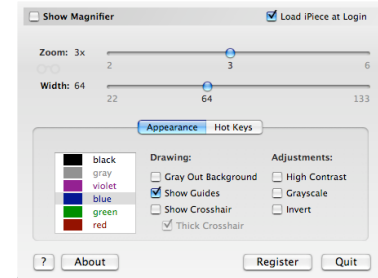 Show Magnifier
Load iPiece at Login
Zoom: 3x
2 3 6
Width: 64
22 64 133
Appearance Hot Keys
black
gray
violet
blue
green
red
Drawing:
Gray Out Background
Show Guides
Show Crosshair
Thick Crosshair
Adjustments:
High Contrast
Grayscale
Invert
? About Register Quit